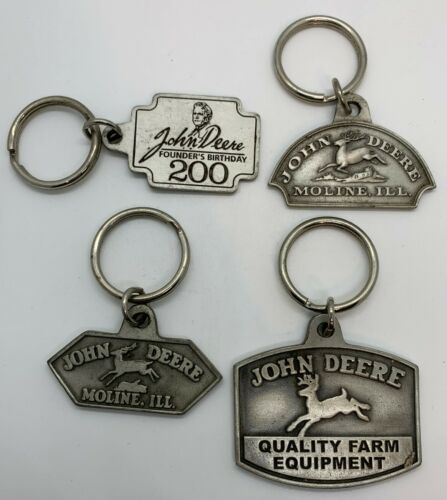 John Deere
FOUNDER'S BIRTHDAY
200
JOHN DEERE
MOLINE, ILL.
JOHN DEERE
MOLINE, ILL.
JOHN DEERE
QUALITY FARM
EQUIPMENT